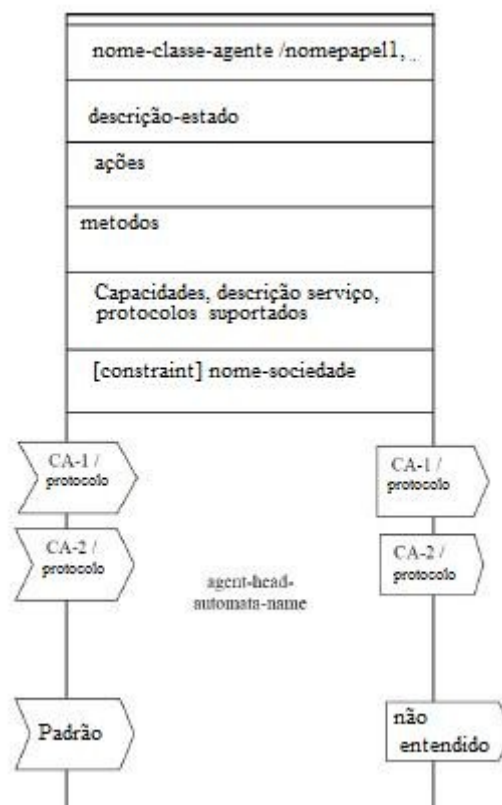 nome-classe-agente /nomepapel1, ..
descrição-estado
ações
metodos
Capacidades, descrição serviço,
protocolos suportados
[constraint] nome-sociedade
CA-1 /
protocolo
CA-1 /
protocolo
CA-2 /
protocolo
CA-2 /
protocolo
agent-head-
automata-name
Padrão
não
entendido